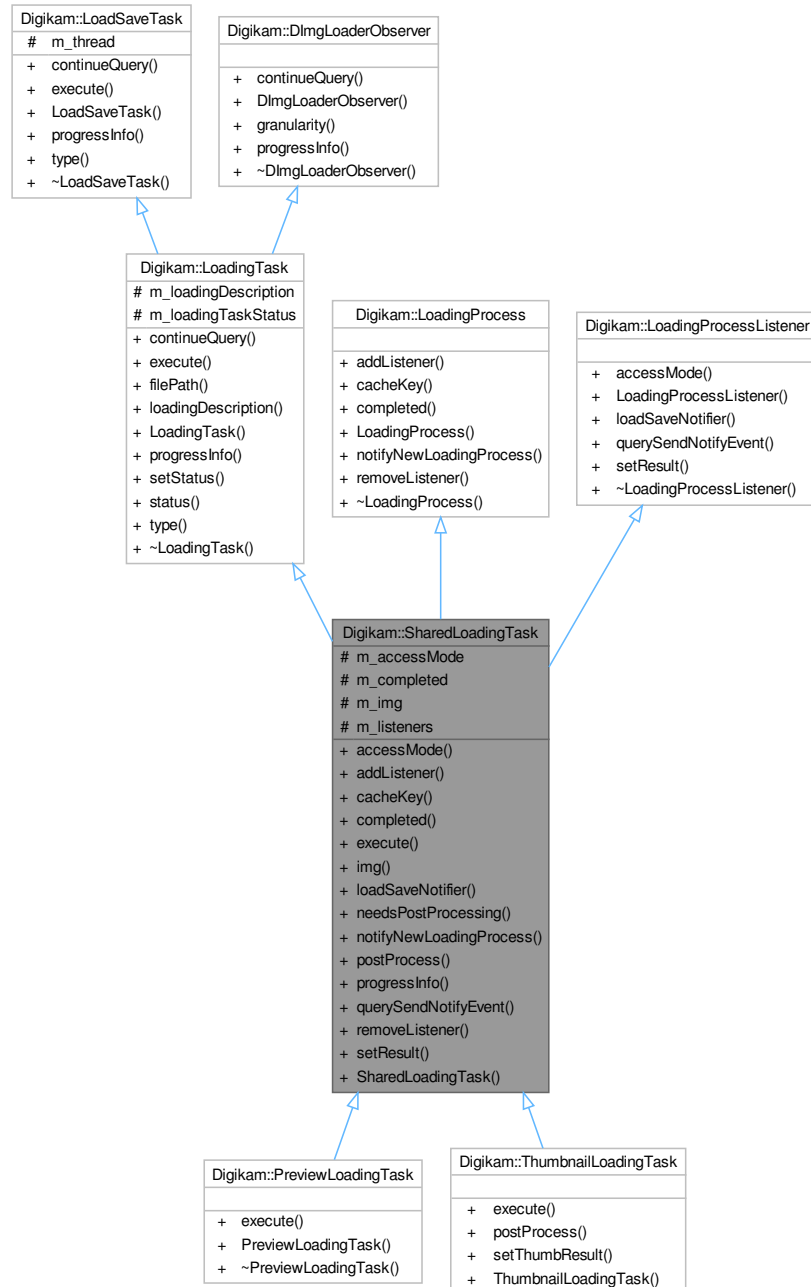 Digikam::LoadSaveTask
# m_thread
+ continueQuery()
+ execute()
+ LoadSaveTask()
+ progressInfo()
+ type()
+ ~LoadSaveTask()
Digikam::DImgLoaderObserver
+ continueQuery()
+ DImgLoaderObserver()
+ granularity()
+ progressInfo()
+ ~DImgLoaderObserver()
Digikam::LoadingTask
# m_loadingDescription
# m_loadingTaskStatus
+ continueQuery()
+ execute()
+ filePath()
+ loadingDescription()
+ LoadingTask()
+ progressInfo()
+ setStatus()
+ status()
+ type()
+ ~LoadingTask()
Digikam::LoadingProcess
+ addListener()
+ cacheKey()
+ completed()
+ LoadingProcess()
+ notifyNewLoadingProcess()
+ removeListener()
+ ~LoadingProcess()
Digikam::LoadingProcessListener
+ accessMode()
+ LoadingProcessListener()
+ loadSaveNotifier()
+ querySendNotifyEvent()
+ setResult()
+ ~LoadingProcessListener()
Digikam::SharedLoadingTask
# m_accessMode
# m_completed
# m_img
# m_listeners
+ accessMode()
+ addListener()
+ cacheKey()
+ completed()
+ execute()
+ img()
+ loadSaveNotifier()
+ needsPostProcessing()
+ notifyNewLoadingProcess()
+ postProcess()
+ progressInfo()
+ querySendNotifyEvent()
+ removeListener()
+ setResult()
+ SharedLoadingTask()
Digikam::PreviewLoadingTask
+ execute()
+ PreviewLoadingTask()
+ ~PreviewLoadingTask()
Digikam::ThumbnailLoadingTask
+ execute()
+ postProcess()
+ setThumbResult()
+ ThumbnailLoadingTask()